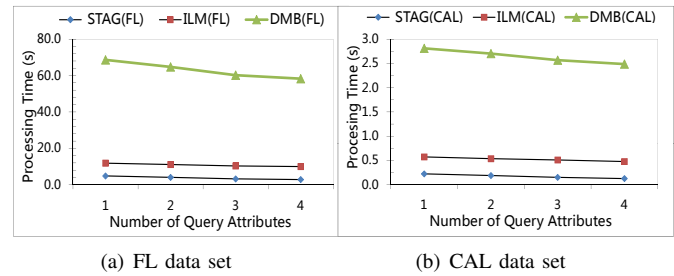 STAG(FL) ILM(FL) DMB(FL)
80.0
60.0
40.0
20.0
0.0
Processing Time (s)
1 2 3 4
Number of Query Attributes
(a) FL data set
STAG(CAL) ILM(CAL) DMB(CAL)
3.0
2.5
2.0
1.5
1.0
0.5
0.0
Procesing Time (s)
1 2 3 4
Number of Query Attributes
(b) CAL data set